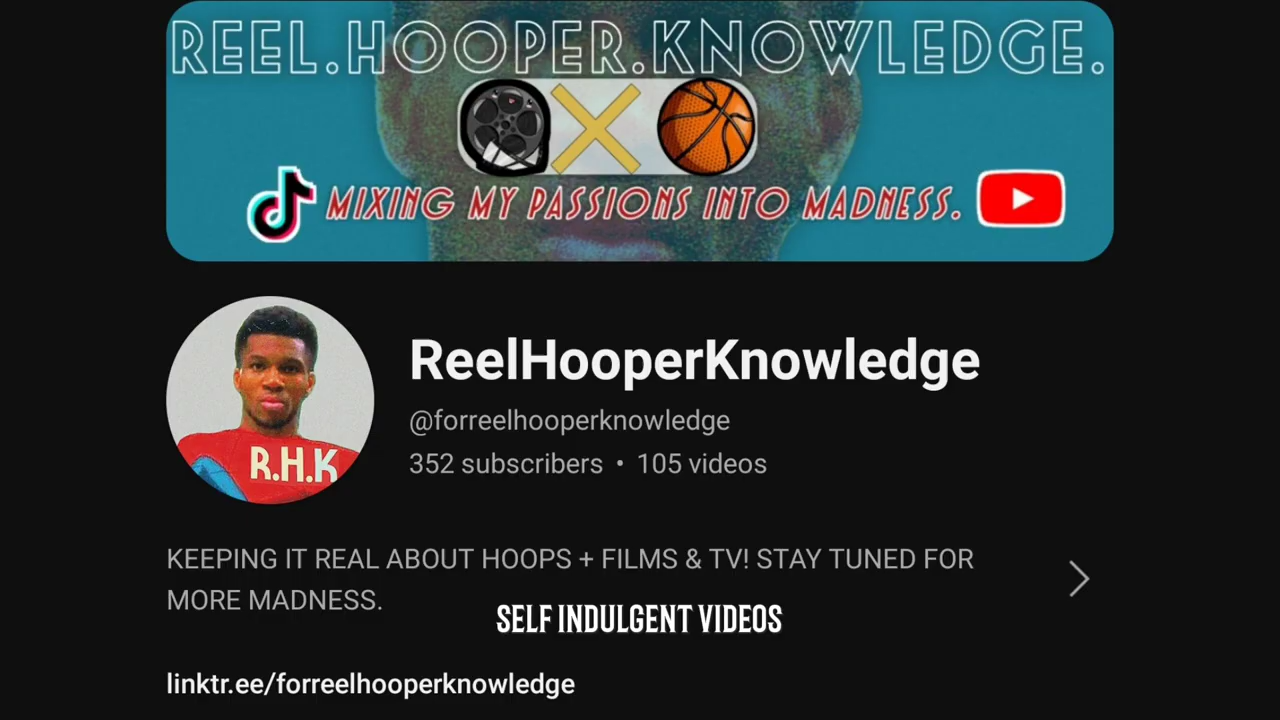 REEL.HOOPER.KNOWLEDGE.
MIXING MY PASSIONS INTO MADNESS.
R.H.K
ReelHooperKnowledge
@forreelhooperknowledge
352 subscribers • 105 videos
KEEPING IT REAL ABOUT HOOPS + FILMS & TV! STAY TUNED FOR
MORE MADNESS.
SELF INDULGENT VIDEOS
linktr.ee/forreelhooperknowledge